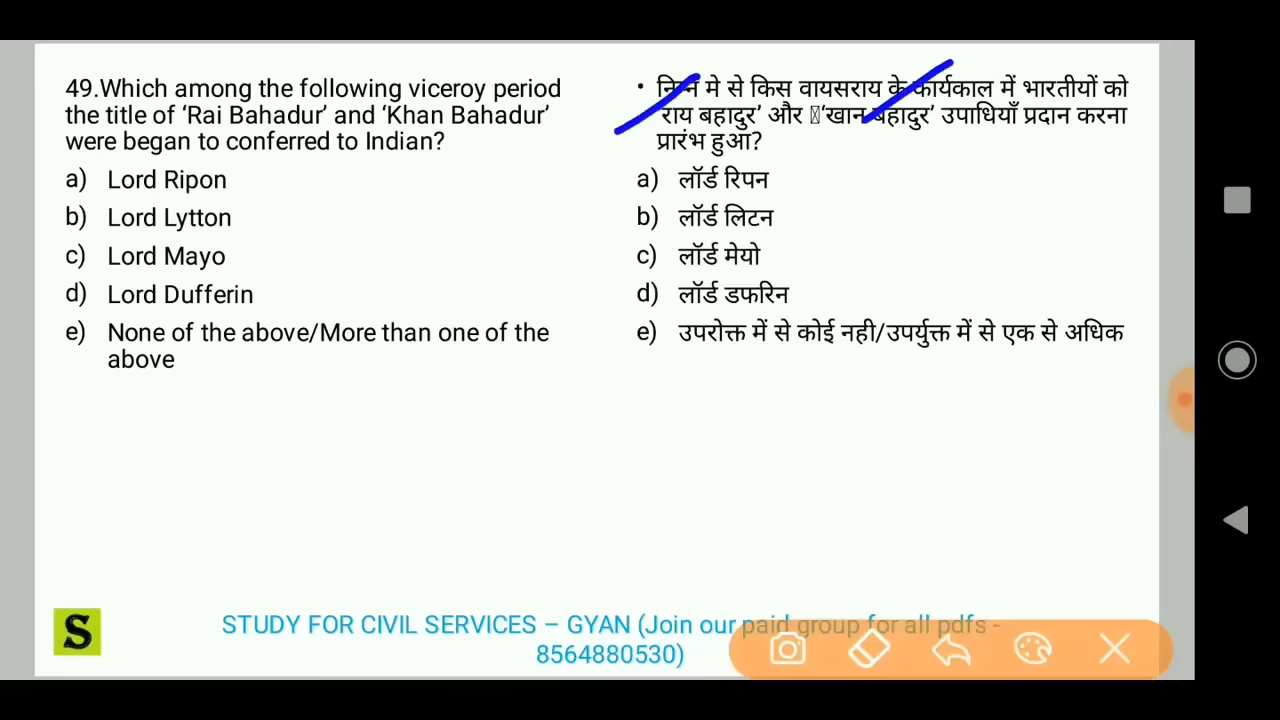 49.Which among the following viceroy period
the title of ‘Rai Bahadur’ and ‘Khan Bahadur’
were began to conferred to Indian?
a) Lord Ripon
b) Lord Lytton
c) Lord Mayo
d) Lord Dufferin
e) None of the above/More than one of the
above
• निम्न मे से किस वायसराय के कार्यकाल में भारतीयों को
‘राय बहादुर’ और ‘खान बहादुर’ उपाधियाँ प्रदान करना
प्रारंभ हुआ?
a) लॉर्ड रिपन
b) लॉर्ड लिटन
c) लॉर्ड मेयो
d) लॉर्ड डफरिन
e) उपरोक्त में से कोई नही/उपर्युक्त में से एक से अधिक
S
STUDY FOR CIVIL SERVICES – GYAN (Join our paid group for all pdfs -
8564880530)